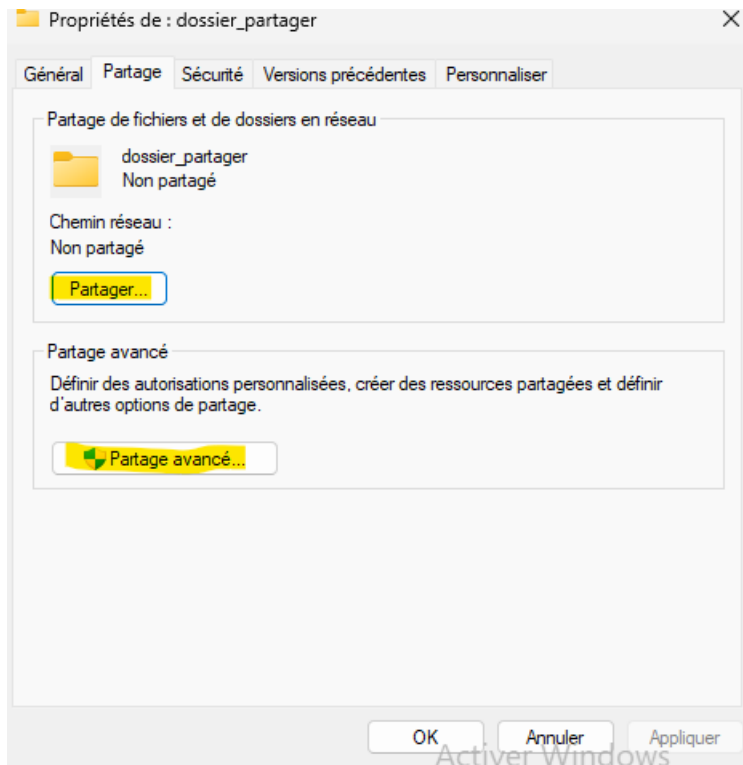 Propriétés de : dossier_partager
Général Partage Sécurité Versions précédentes Personnaliser
Partage de fichiers et de dossiers en réseau
dossier_partager
Non partagé
Chemin réseau :
Non partagé
Partager...
Partage avancé
Définir des autorisations personnalisées, créer des ressources partagées et définir
d'autres options de partage.
Partage avancé...
OK Annuler Appliquer
Activer Windows